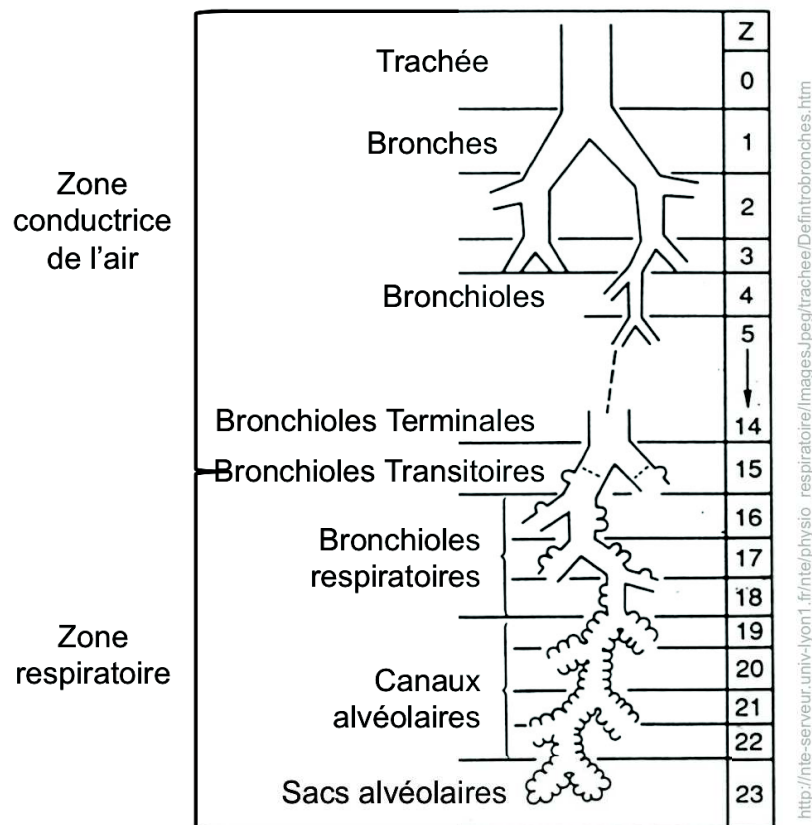 Z
Trachée
0
Bronches
1
Zone
conductrice
de l'air
2
3
Bronchioles
4
5
Bronchioles Terminales
14
Bronchioles Transitoires
15
16
Bronchioles
respiratoires
17
18
Zone
respiratoire
19
20
Canaux
alvéolaires
21
22
Sacs alvéolaires
23
http://nte-serveur.univ-lyon1.fr/nte/physio_respiratoire/ImagesJpeg/trachee/Defintrobronches.htm